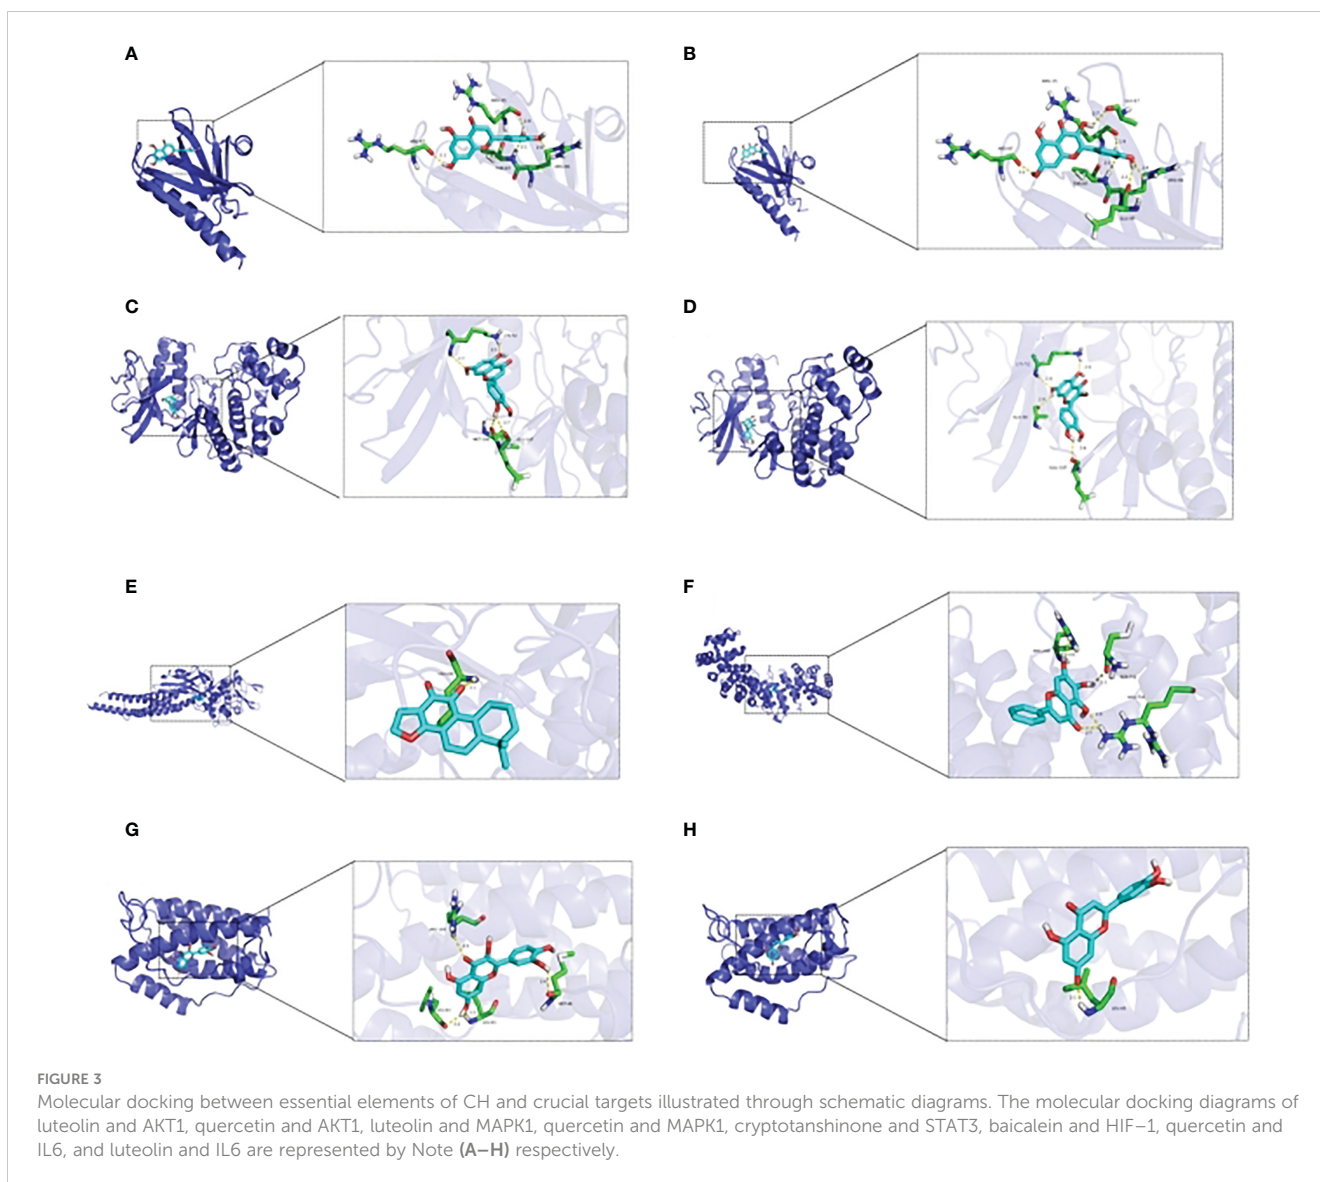 A
B
C
D
E
F
G
H
FIGURE 3
Molecular docking between essential elements of CH and crucial targets illustrated through schematic diagrams. The molecular docking diagrams of
luteolin and AKT1, quercetin and AKT1, luteolin and MAPK1, quercetin and MAPK1, cryptotanshinone and STAT3, baicalein and HIF−1, quercetin and
IL6, and luteolin and IL6 are represented by Note (A–H) respectively.